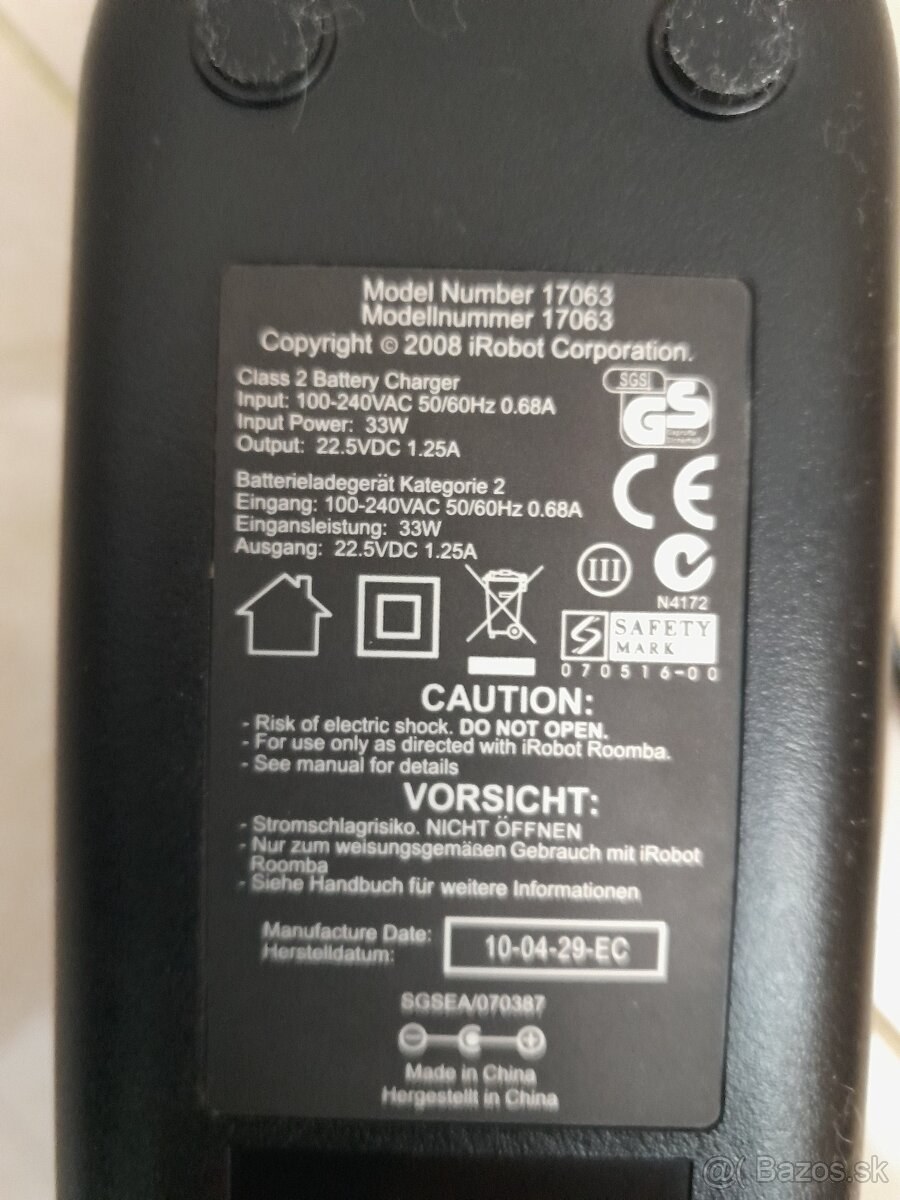 Model Number 17063
Modellnummer 17063
Copyright © 2008 iRobot Corporation.
Class 2 Battery Charger
Input: 100-240VAC 50/60Hz 0.68A
Input Power: 33W
Output: 22.5VDC 1.25A
SGS
GS
geprüfte
Sicherheit
Batterieladegerät Kategorie 2
Eingang: 100-240VAC 50/60Hz 0.68A
Eingansleistung: 33W
Ausgang: 22.5VDC 1.25A
CE
III
N4172
SAFETY
MARK
070516-00
CAUTION:
- Risk of electric shock. DO NOT OPEN.
- For use only as directed with iRobot Roomba.
- See manual for details
VORSICHT:
- Stromschlagrisiko. NICHT ÖFFNEN
- Nur zum weisungsgemäßen Gebrauch mit iRobot
Roomba
- Siehe Handbuch für weitere Informationen
Manufacture Date:
Herstelldatum:
10-04-29-EC
SGSEA/070387
Made in China
Hergestellt in China
@( Bazos.sk